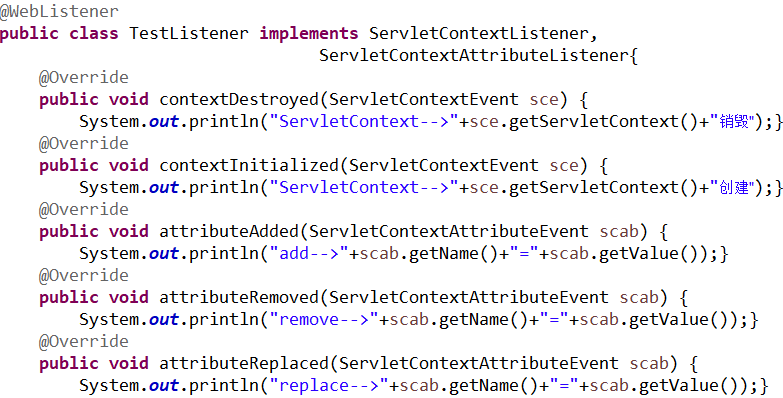 @WebListener
public class TestListener implements ServletContextListener,
                                ServletContextAttributeListener{
    @Override
    public void contextDestroyed(ServletContextEvent sce) {
        System.out.println("ServletContext-->"+sce.getServletContext()+"销毁");}
    @Override
    public void contextInitialized(ServletContextEvent sce) {
        System.out.println("ServletContext-->"+sce.getServletContext()+"创建");}
    @Override
    public void attributeAdded(ServletContextAttributeEvent scab) {
        System.out.println("add-->"+scab.getName()+"="+scab.getValue());}
    @Override
    public void attributeRemoved(ServletContextAttributeEvent scab) {
        System.out.println("remove-->"+scab.getName()+"="+scab.getValue());}
    @Override
    public void attributeReplaced(ServletContextAttributeEvent scab) {
        System.out.println("replace-->"+scab.getName()+"="+scab.getValue());}